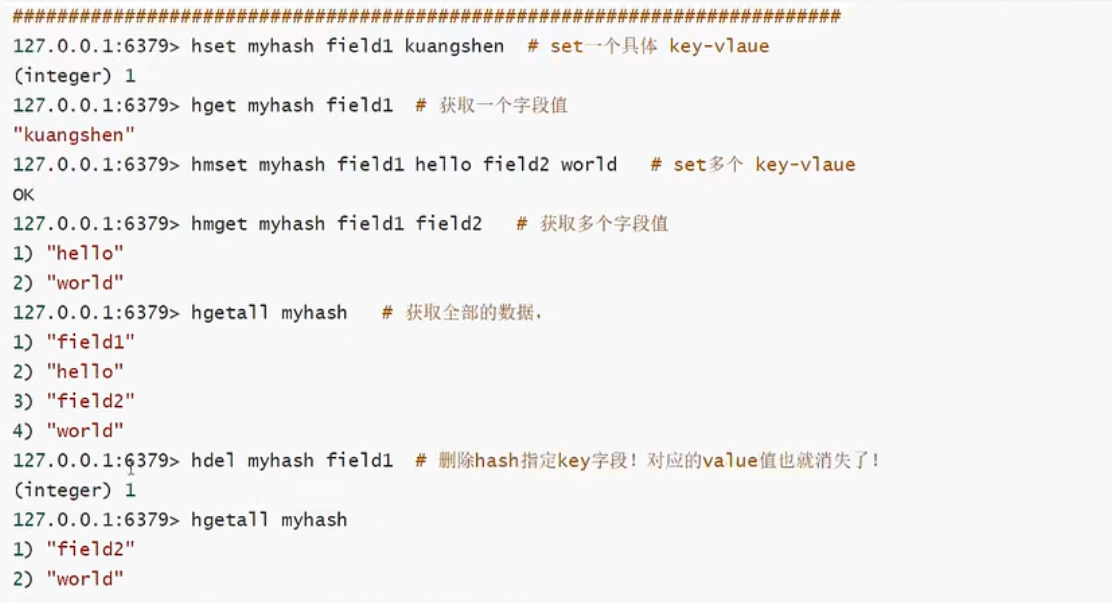 ##########################################################################
127.0.0.1:6379> hset myhash field1 kuangshen  # set一个具体 key-vlaue
(integer) 1
127.0.0.1:6379> hget myhash field1  # 获取一个字段值
"kuangshen"
127.0.0.1:6379> hmset myhash field1 hello field2 world   # set多个 key-vlaue
OK
127.0.0.1:6379> hmget myhash field1 field2   # 获取多个字段值
1) "hello"
2) "world"
127.0.0.1:6379> hgetall myhash   # 获取全部的数据,
1) "field1"
2) "hello"
3) "field2"
4) "world"
127.0.0.1:6379> hdel myhash field1  # 删除hash指定key字段！对应的value值也就消失了！
(integer) 1
127.0.0.1:6379> hgetall myhash
1) "field2"
2) "world"